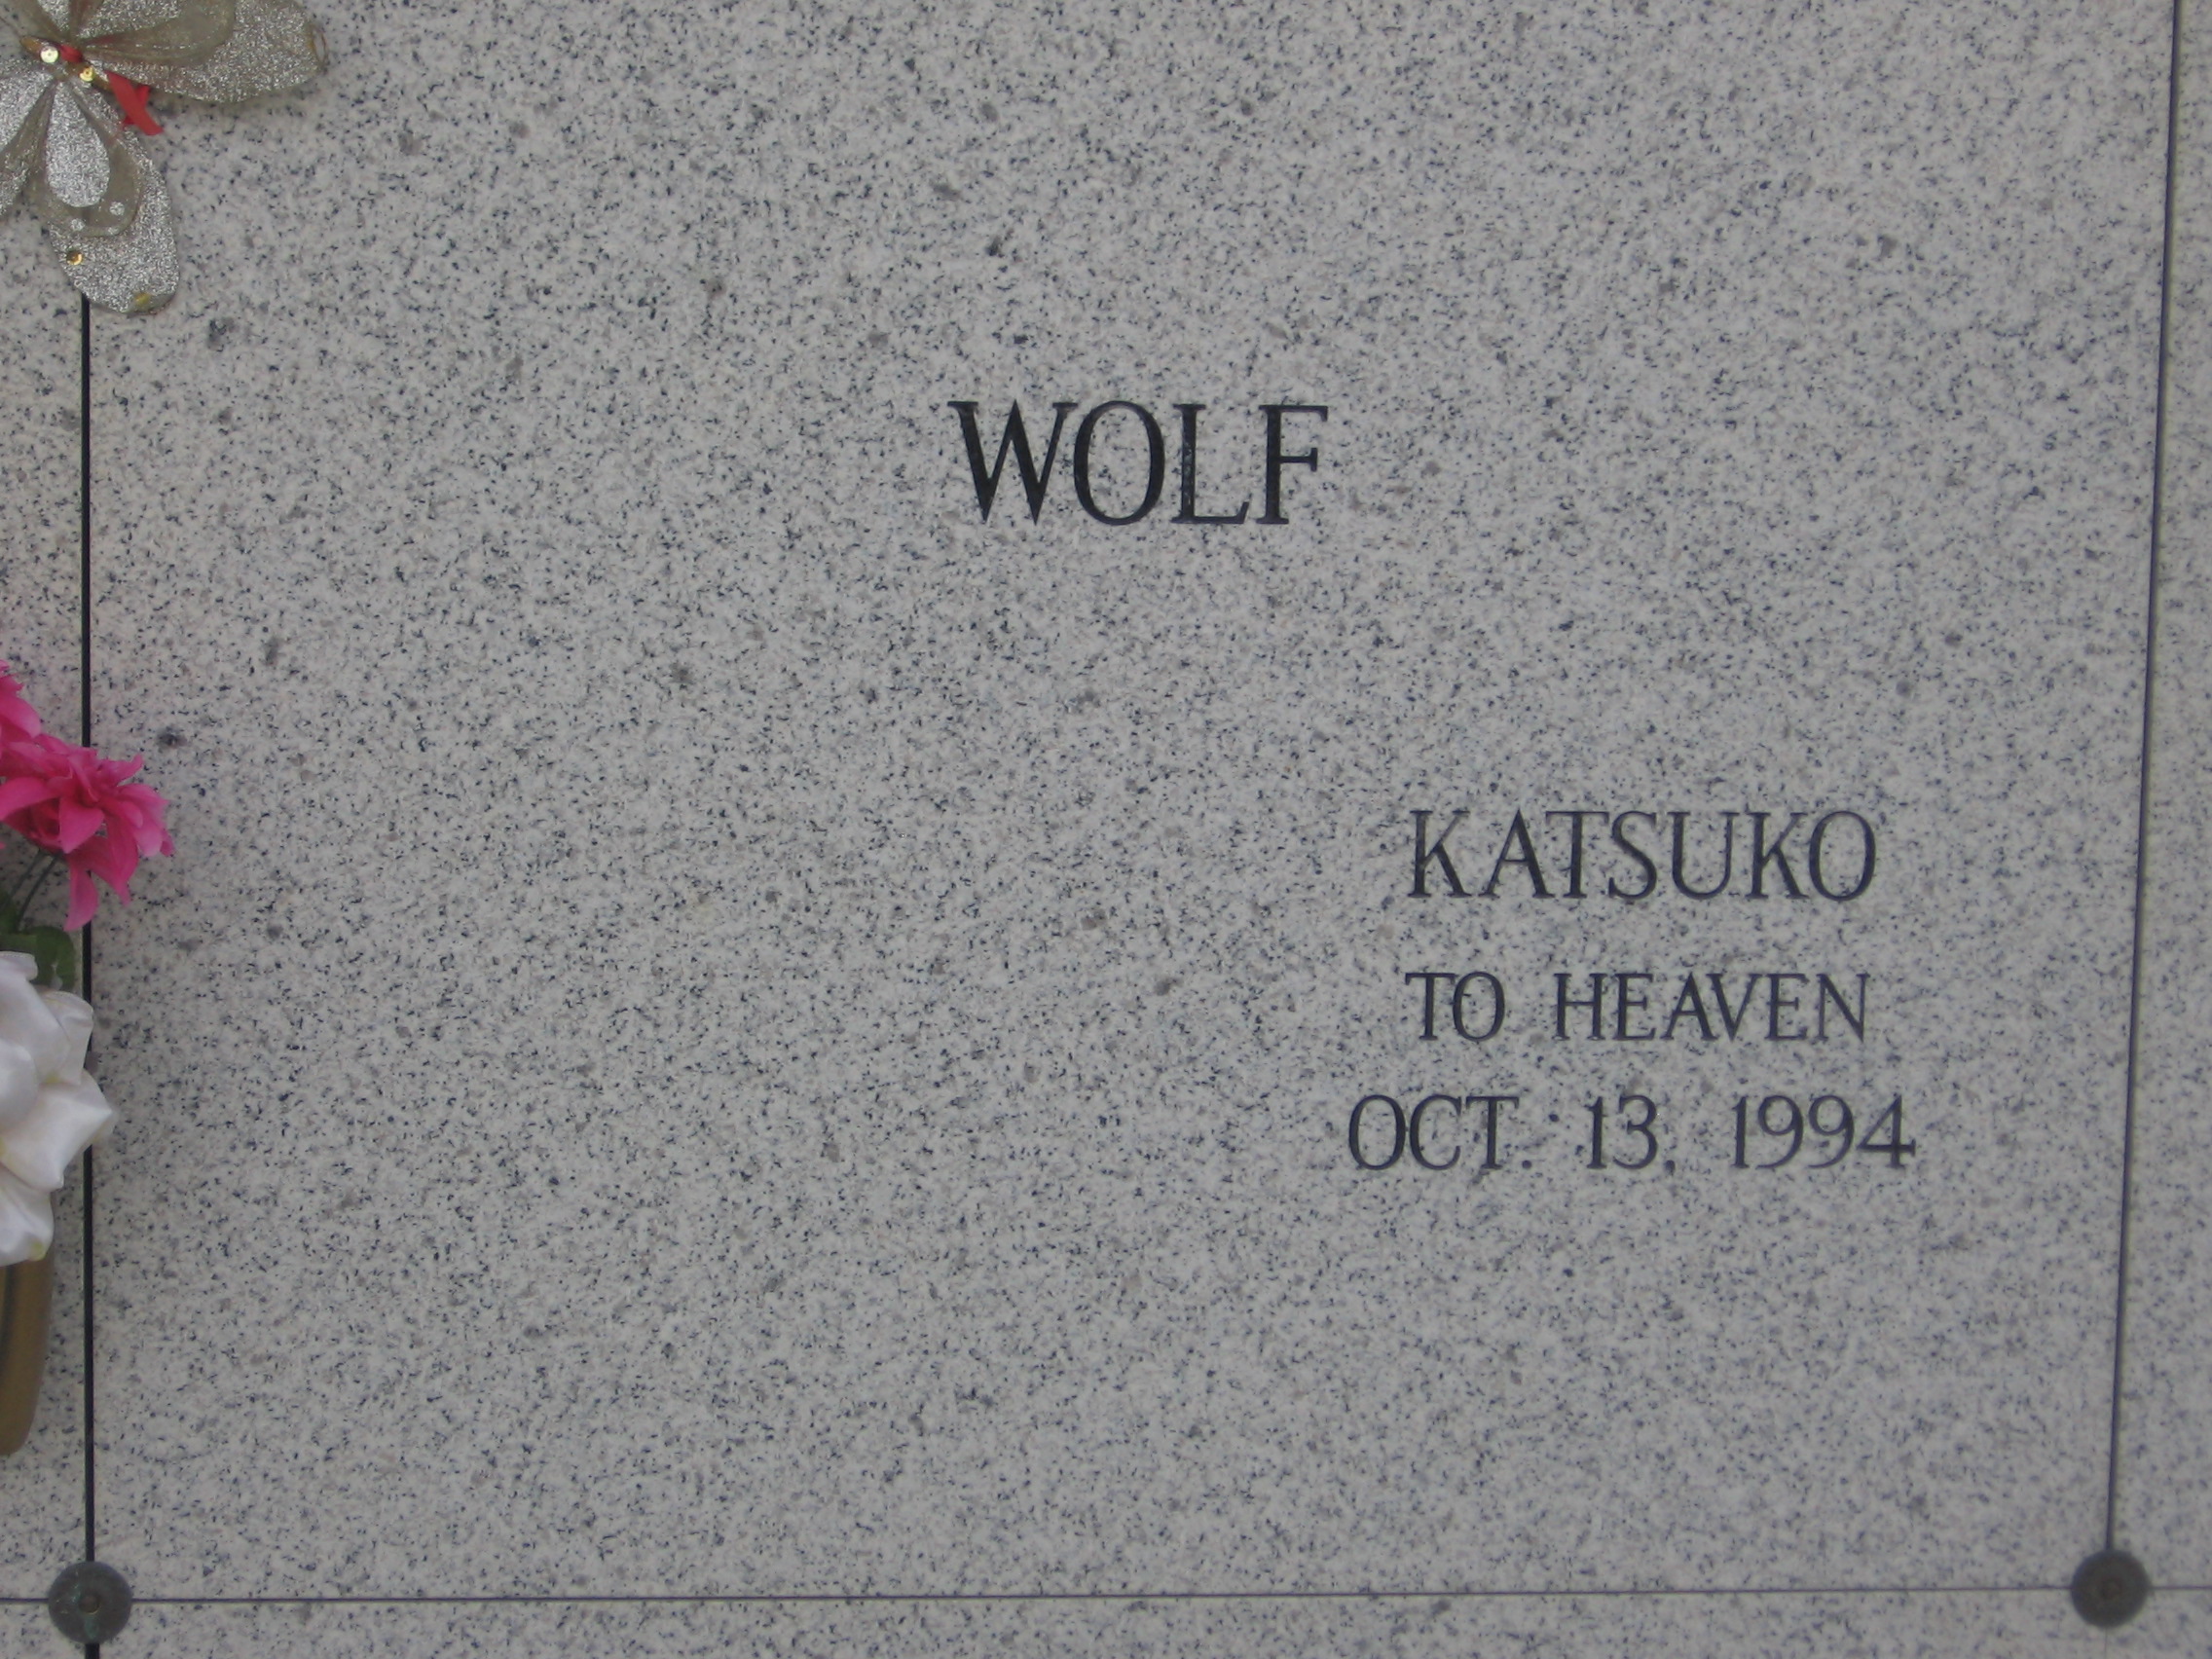 WOLF
KATSUKO
TO HEAVEN
OCT. 13, 1994